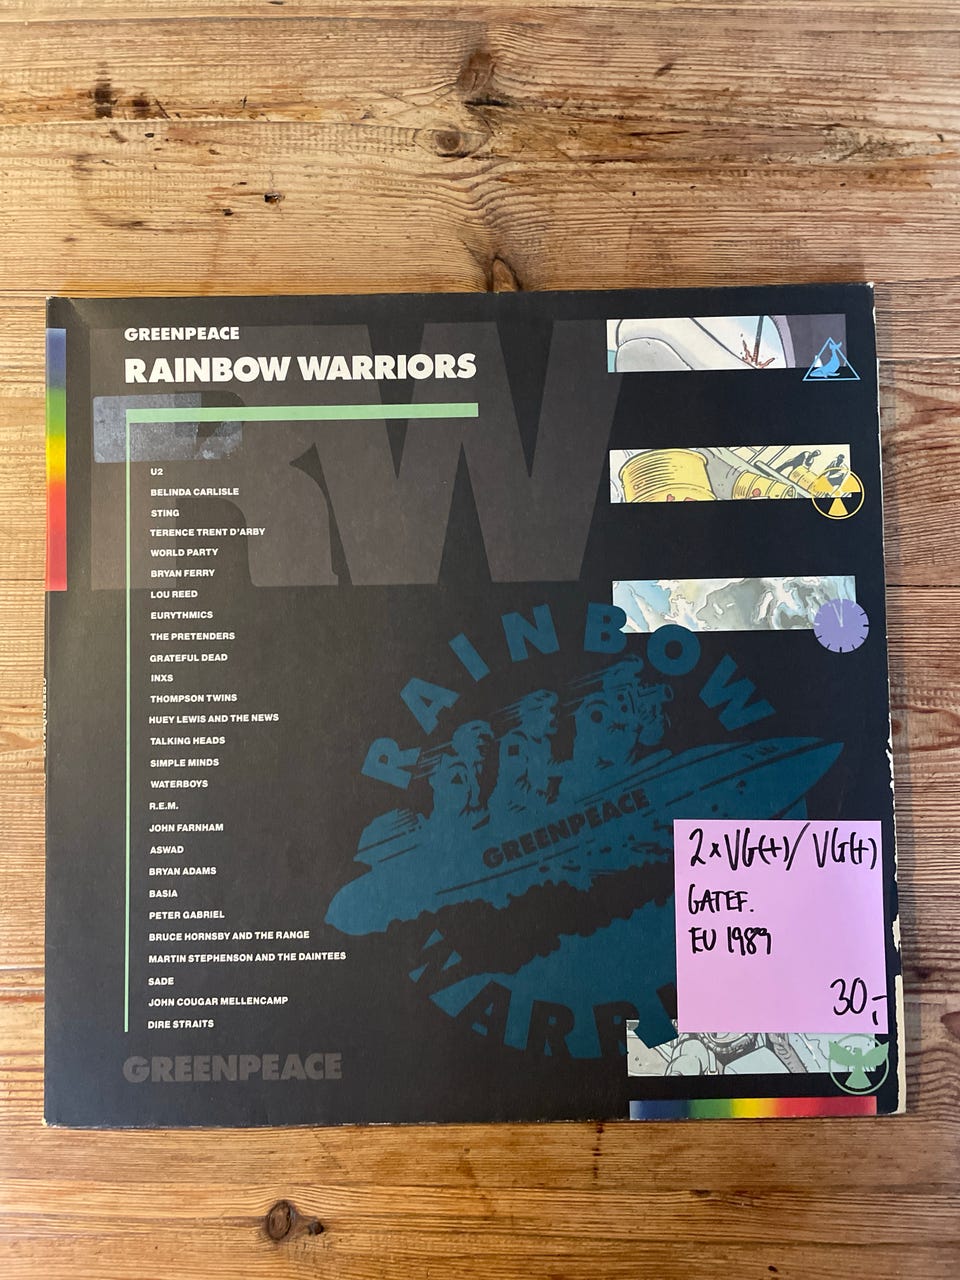 GREENPEACE
RAINBOW WARRIORS
RW
U2
BELINDA CARLISLE
STING
TERENCE TRENT D'ARBY
WORLD PARTY
BRYAN FERRY
LOU REED
EURYTHMICS
THE PRETENDERS
GRATEFUL DEAD
INXS
THOMPSON TWINS
HUEY LEWIS AND THE NEWS
TALKING HEADS
SIMPLE MINDS
WATERBOYS
R.E.M.
JOHN FARNHAM
ASWAD
BRYAN ADAMS
BASIA
PETER GABRIEL
BRUCE HORNSBY AND THE RANGE
MARTIN STEPHENSON AND THE DAINTEES
SADE
JOHN COUGAR MELLENCAMP
DIRE STRAITS
GREENPEACE
RAINBOW
GREENPEACE
WARRI
2xVG(+)/VG(+)
GATEF.
EU 1989
30,-